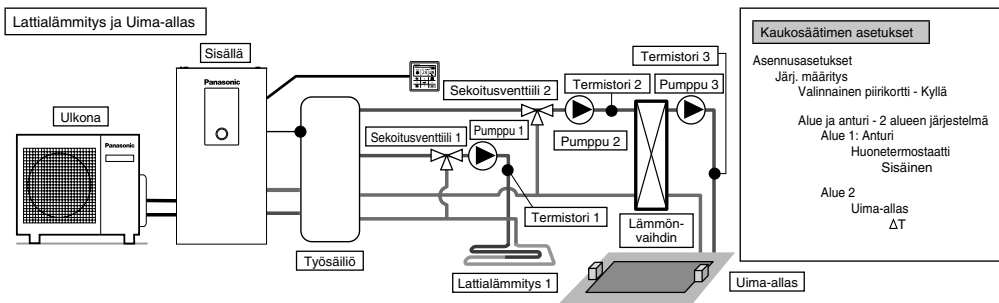 Lattialämmitys ja Uima-allas
Sisällä
Panasonic
Ulkona
Panasonic
Työsäiliö
Sekoitusventtiili 1
Pumppu 1
Termistori 1
Lattialämmitys 1
Sekoitusventtiili 2
Termistori 2
Pumppu 2
Termistori 3
Pumppu 3
Lämmön-
vaihdin
Uima-allas
Kaukosäätimen asetukset
Asennusasetukset
Järj. määritys
Valinnainen piirikortti - Kyllä
Alue ja anturi - 2 alueen järjestelmä
Alue 1: Anturi
Huonetermostaatti
Sisäinen
Alue 2
Uima-allas
ΔT